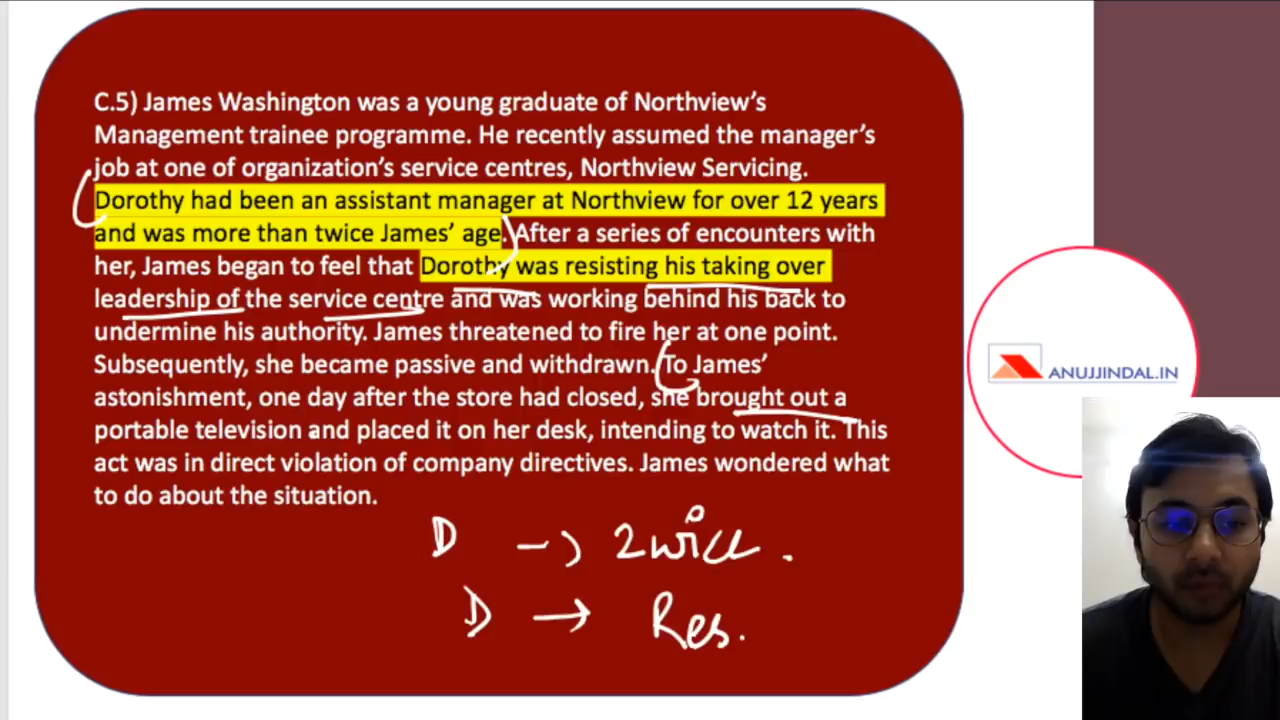 C.5) James Washington was a young graduate of Northview’s
Management trainee programme. He recently assumed the manager’s
job at one of organization’s service centres, Northview Servicing.
Dorothy had been an assistant manager at Northview for over 12 years
and was more than twice James’ age. After a series of encounters with
her, James began to feel that Dorothy was resisting his taking over
leadership of the service centre and was working behind his back to
undermine his authority. James threatened to fire her at one point.
Subsequently, she became passive and withdrawn. To James’
astonishment, one day after the store had closed, she brought out a
portable television and placed it on her desk, intending to watch it. This
act was in direct violation of company directives. James wondered what
to do about the situation.
D → 2wice.
D → Res.
ANUJJINDAL.IN